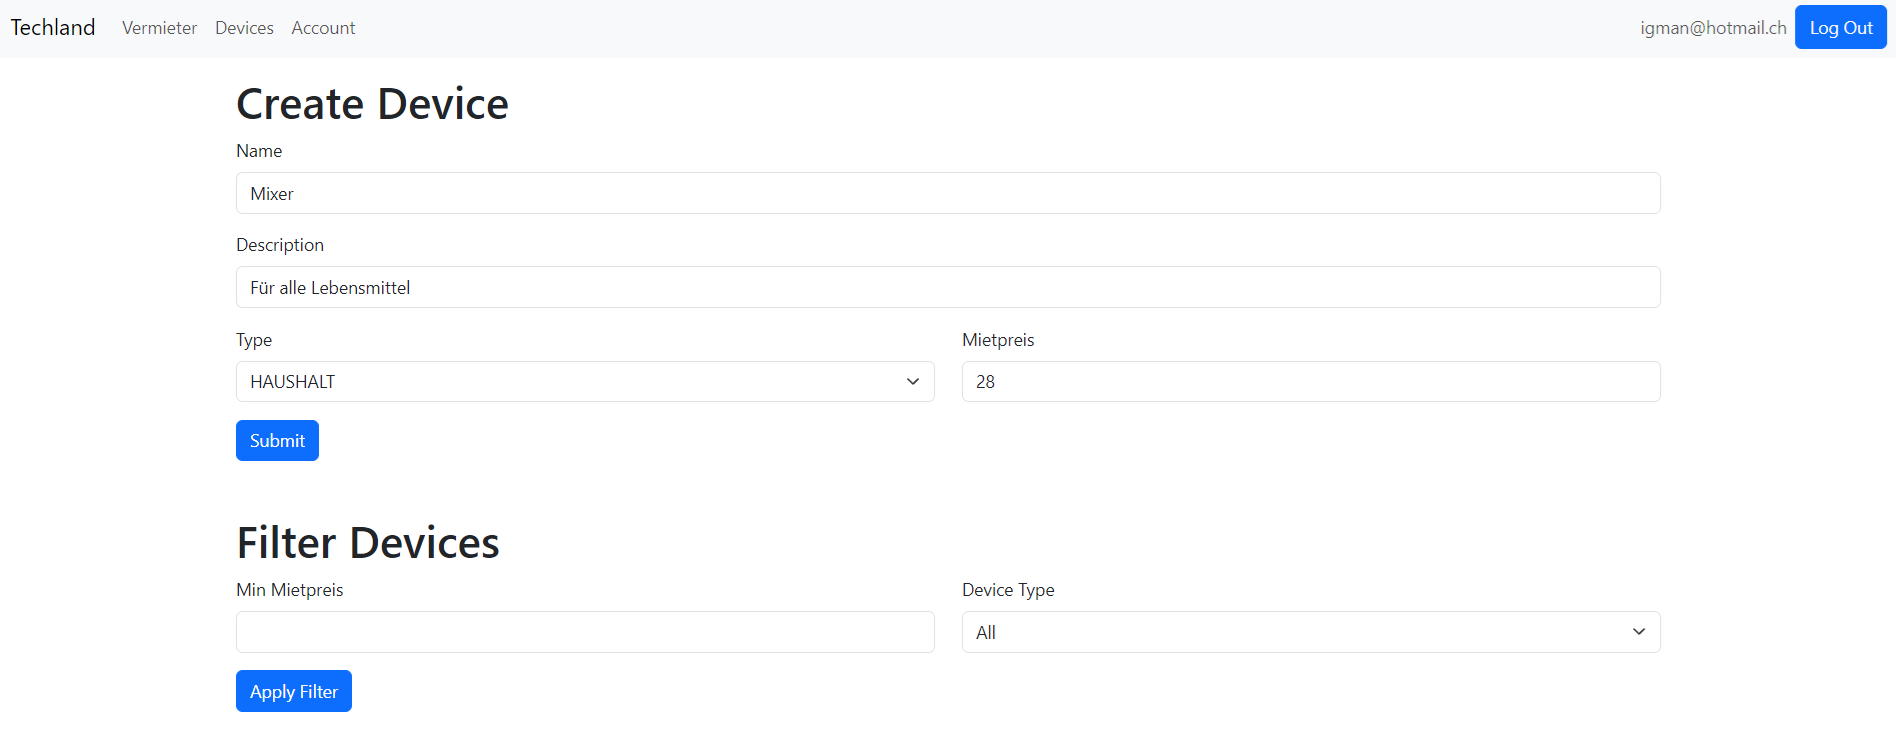 Techland Vermieter Devices Account igman@hotmail.ch Log Out
Create Device
Name
Mixer
Description
Für alle Lebensmittel
Type Mietpreis
HAUSHALT 28
Submit
Filter Devices
Min Mietpreis Device Type
All
Apply Filter